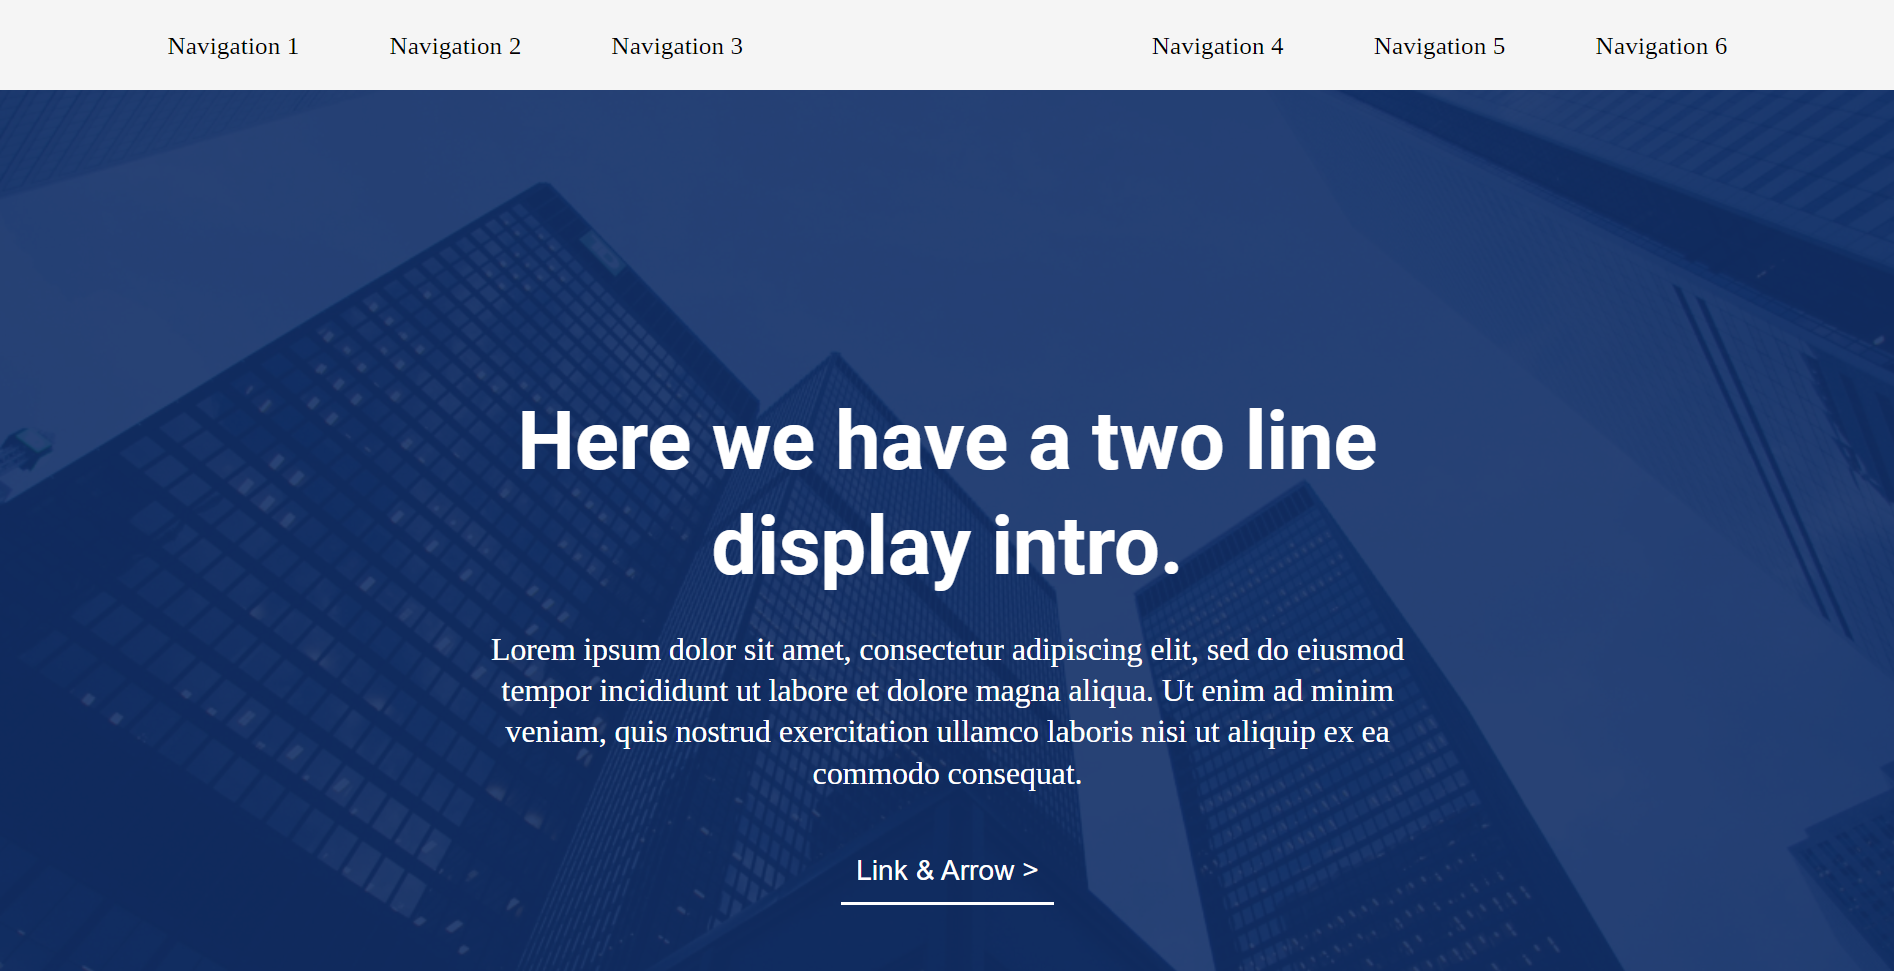 Navigation 1 Navigation 2 Navigation 3 Navigation 4 Navigation 5 Navigation 6
Here we have a two line
display intro.
Lorem ipsum dolor sit amet, consectetur adipiscing elit, sed do eiusmod
tempor incididunt ut labore et dolore magna aliqua. Ut enim ad minim
veniam, quis nostrud exercitation ullamco laboris nisi ut aliquip ex ea
commodo consequat.
Link & Arrow >